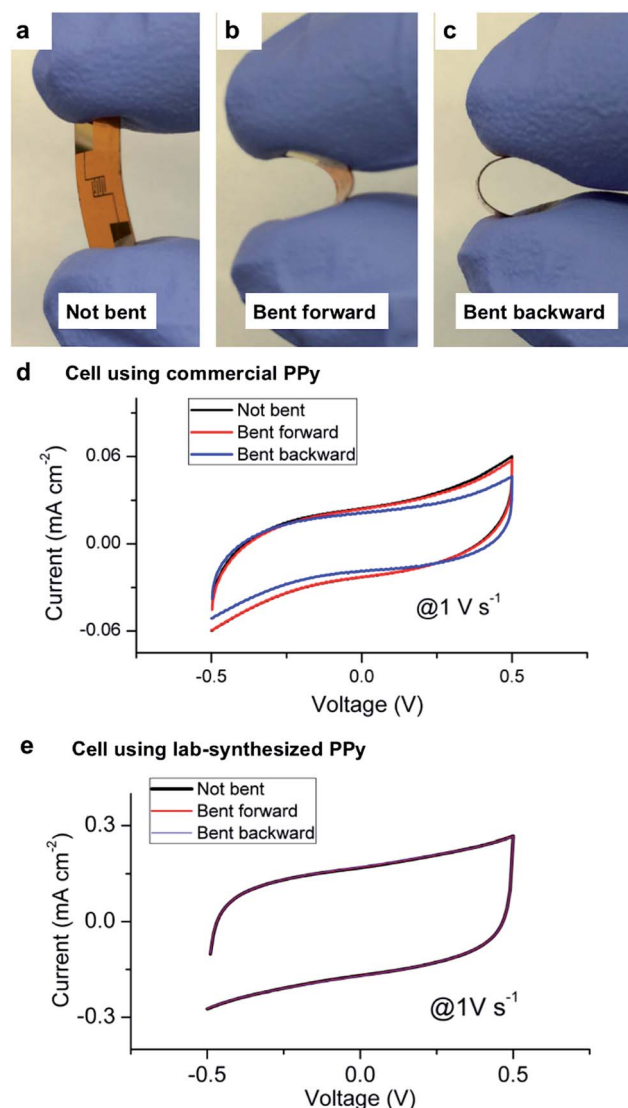 a
b
c
Not bent
Bent forward
Bent backward
d Cell using commercial PPy
Not bent
Bent forward
Bent backward
0.06
0.00
-0.06
Current (mA cm⁻²)
@1 V s⁻¹
-0.5
0.0
0.5
Voltage (V)
e Cell using lab-synthesized PPy
Not bent
Bent forward
Bent backward
0.3
0.0
-0.3
Current (mA cm⁻²)
@1V s⁻¹
-0.5
0.0
0.5
Voltage (V)